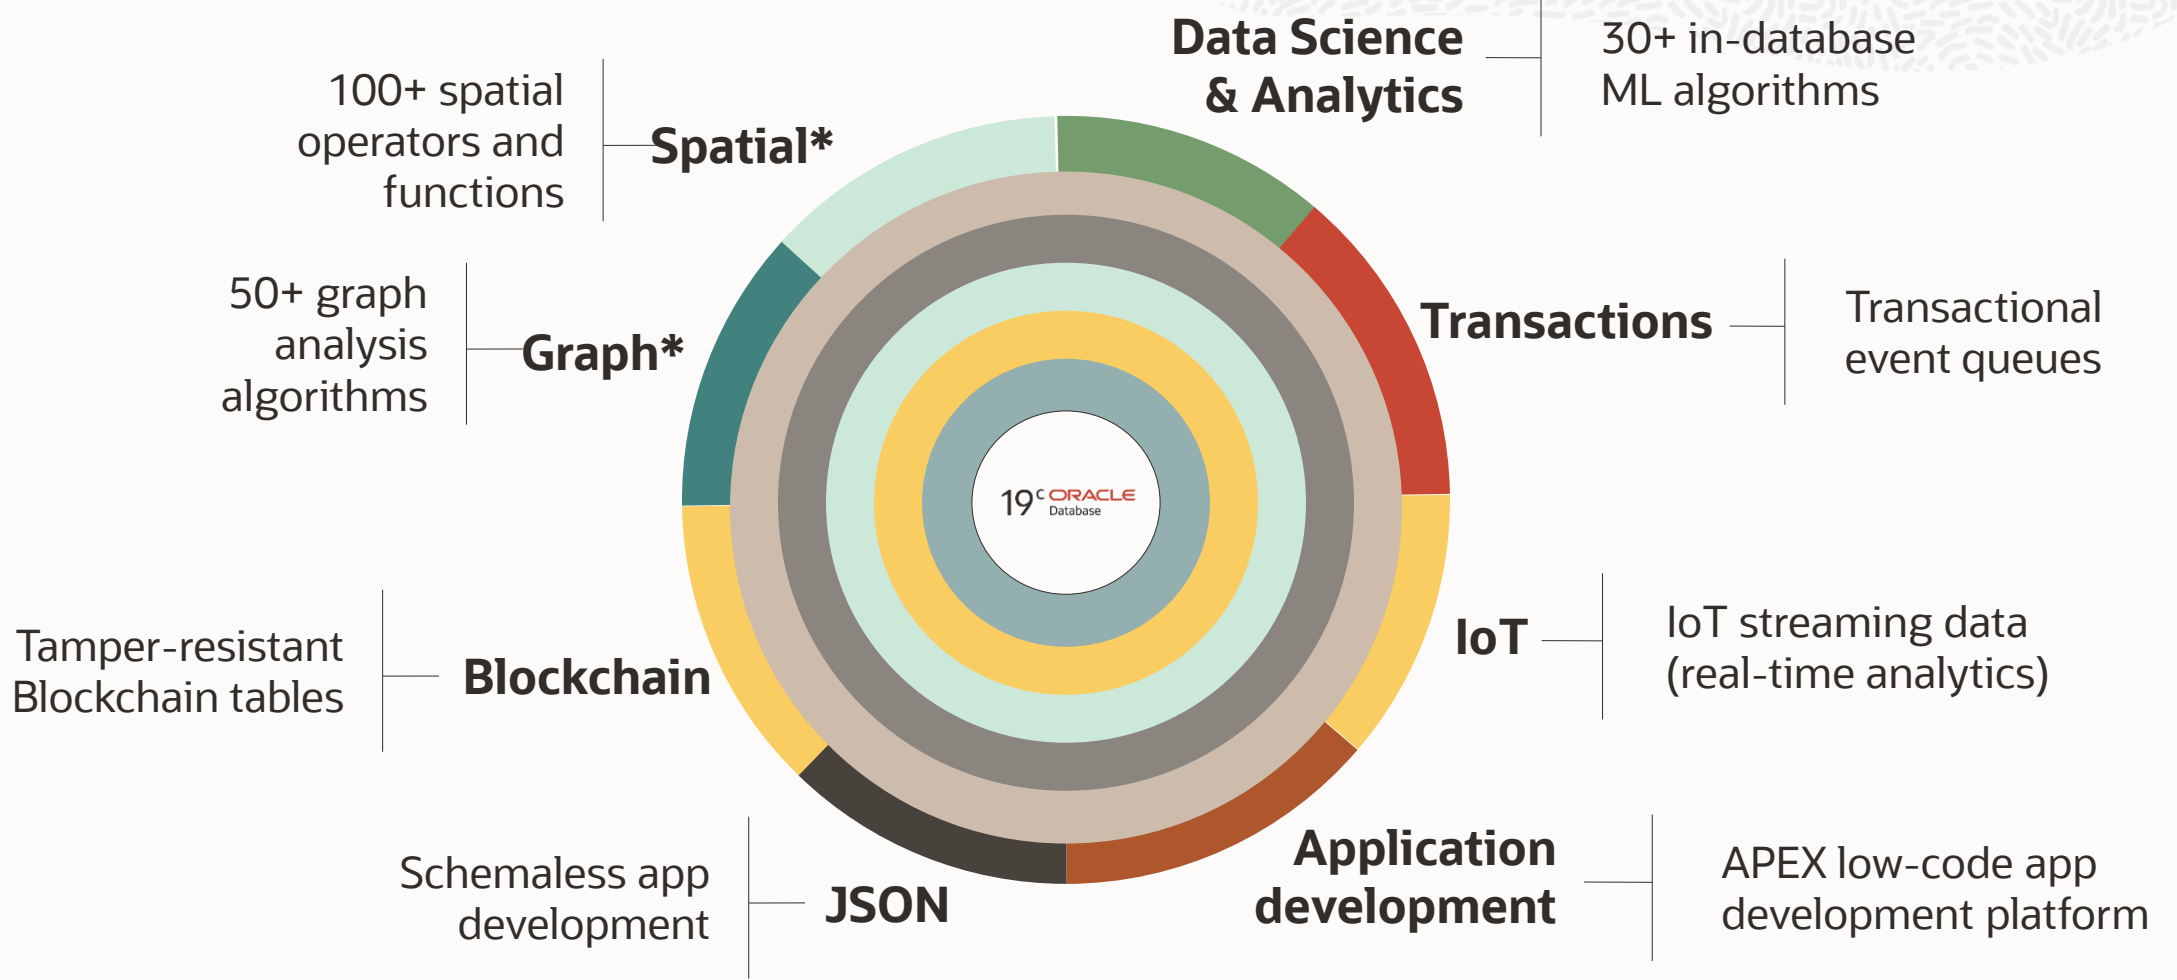 Data Science
& Analytics
30+ in-database
ML algorithms
100+ spatial
operators and
functions
Spatial*
50+ graph
analysis
algorithms
Graph*
Transactions
Transactional
event queues
19c ORACLE
Database
IoT
IoT streaming data
(real-time analytics)
Tamper-resistant
Blockchain tables
Blockchain
Schemaless app
development
JSON
Application
development
APEX low-code app
development platform